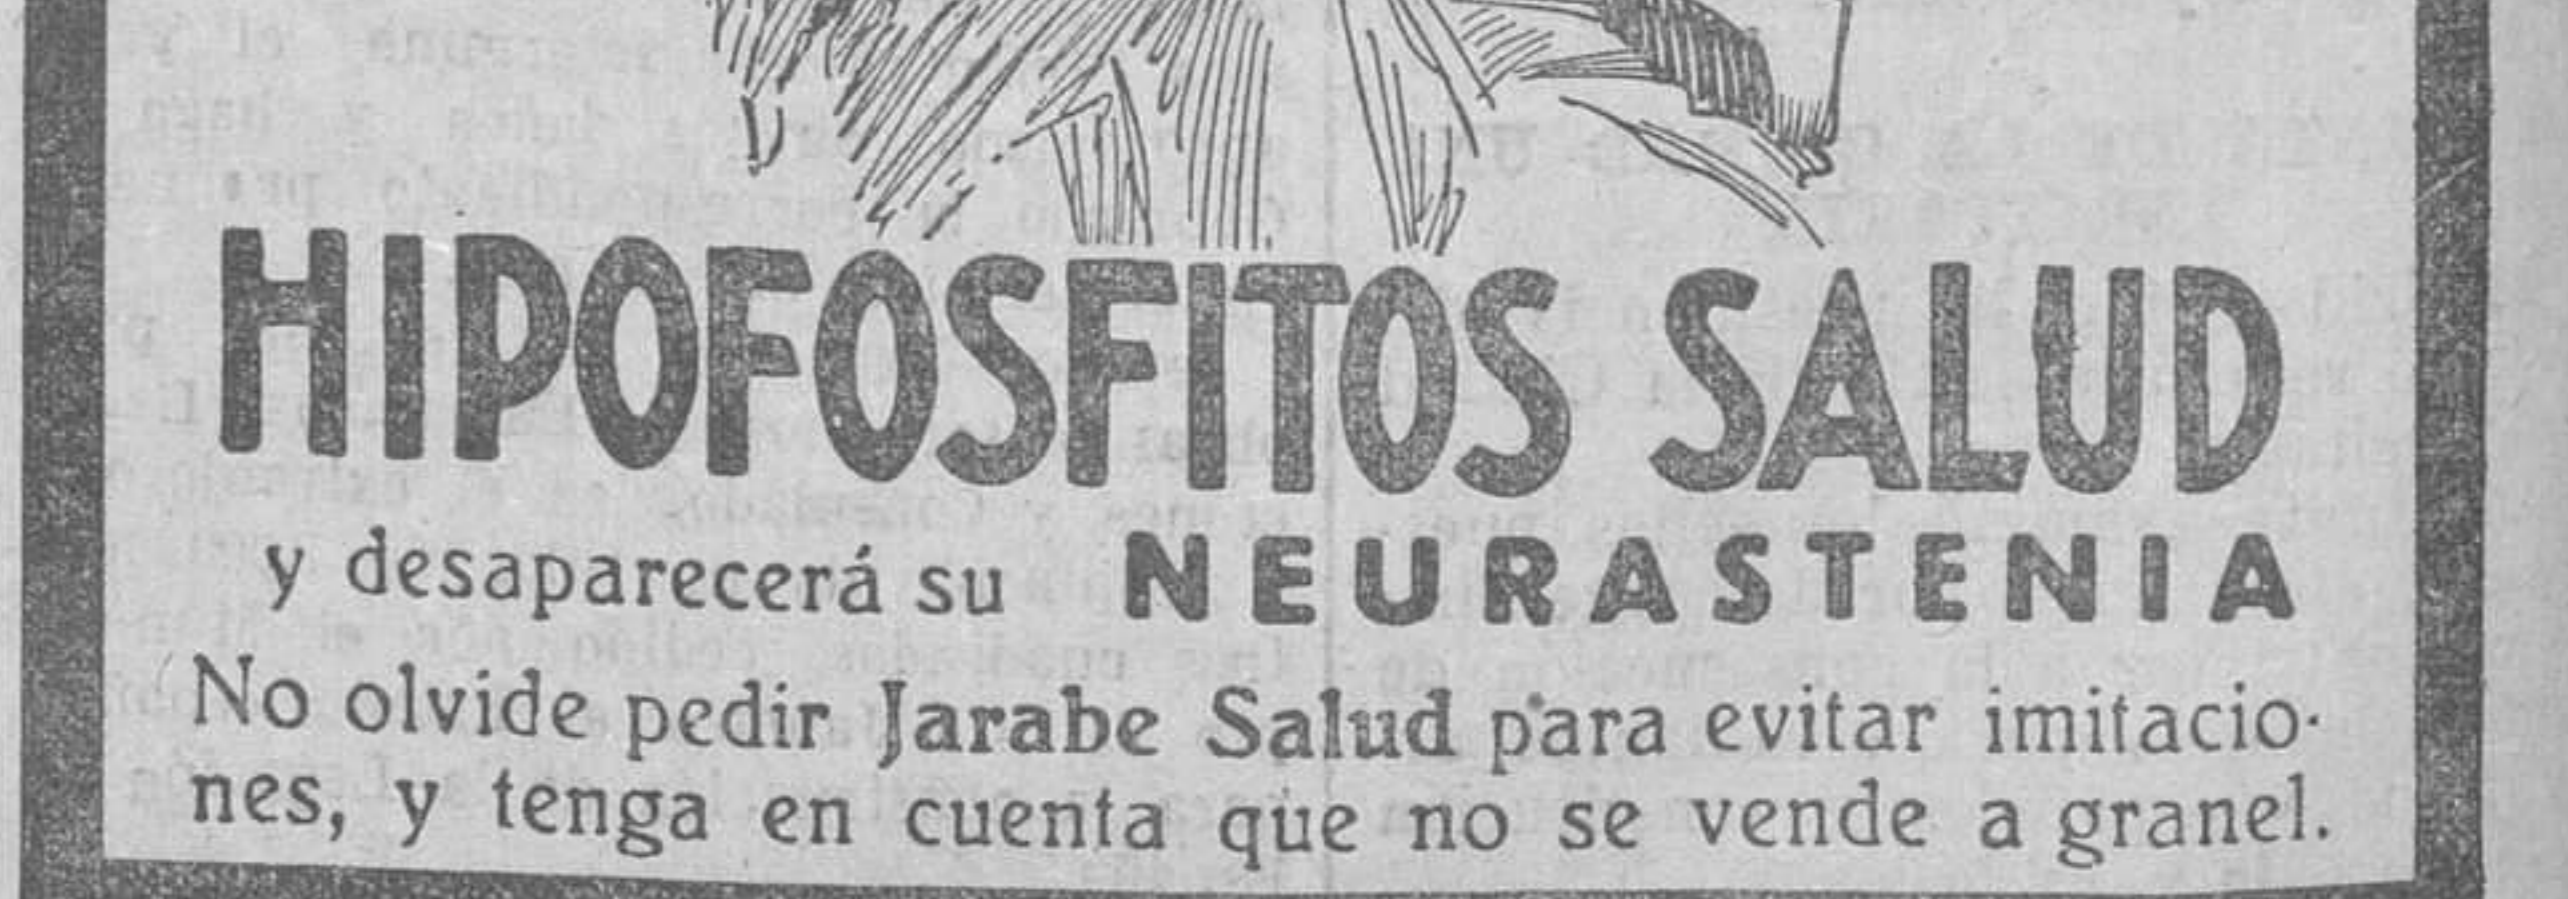 HIPOFOSFITOS SALUD
y desaparecerá su NEURASTENIA
No olvide pedir Jarabe Salud para evitar imitacio-
nes, y tenga en cuenta que no se vende a granel.